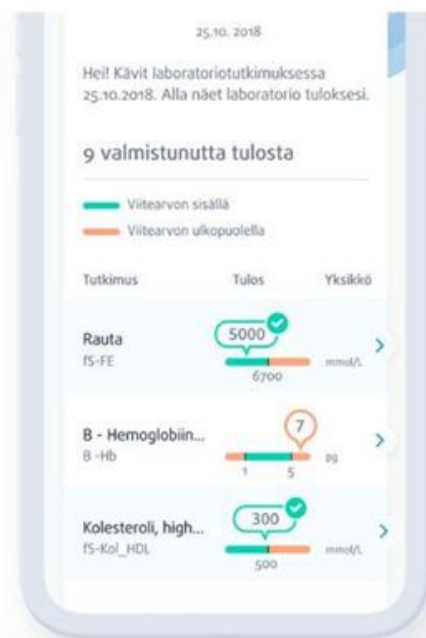 25.10. 2018
Hei! Kävit laboratoriotutkimuksessa
25.10.2018. Alla näet laboratorio tuloksesi.
9 valmistunutta tulosta
Viitearvon sisällä
Viitearvon ulkopuolella
Tutkimus Tulos Yksikkö
5000
Rauta
fS-FE
6700 mmol/L
7
B - Hemoglobiin...
B -Hb
1 5 pg
300
Kolesteroli, high...
fS-Kol_HDL
500 mmol/L